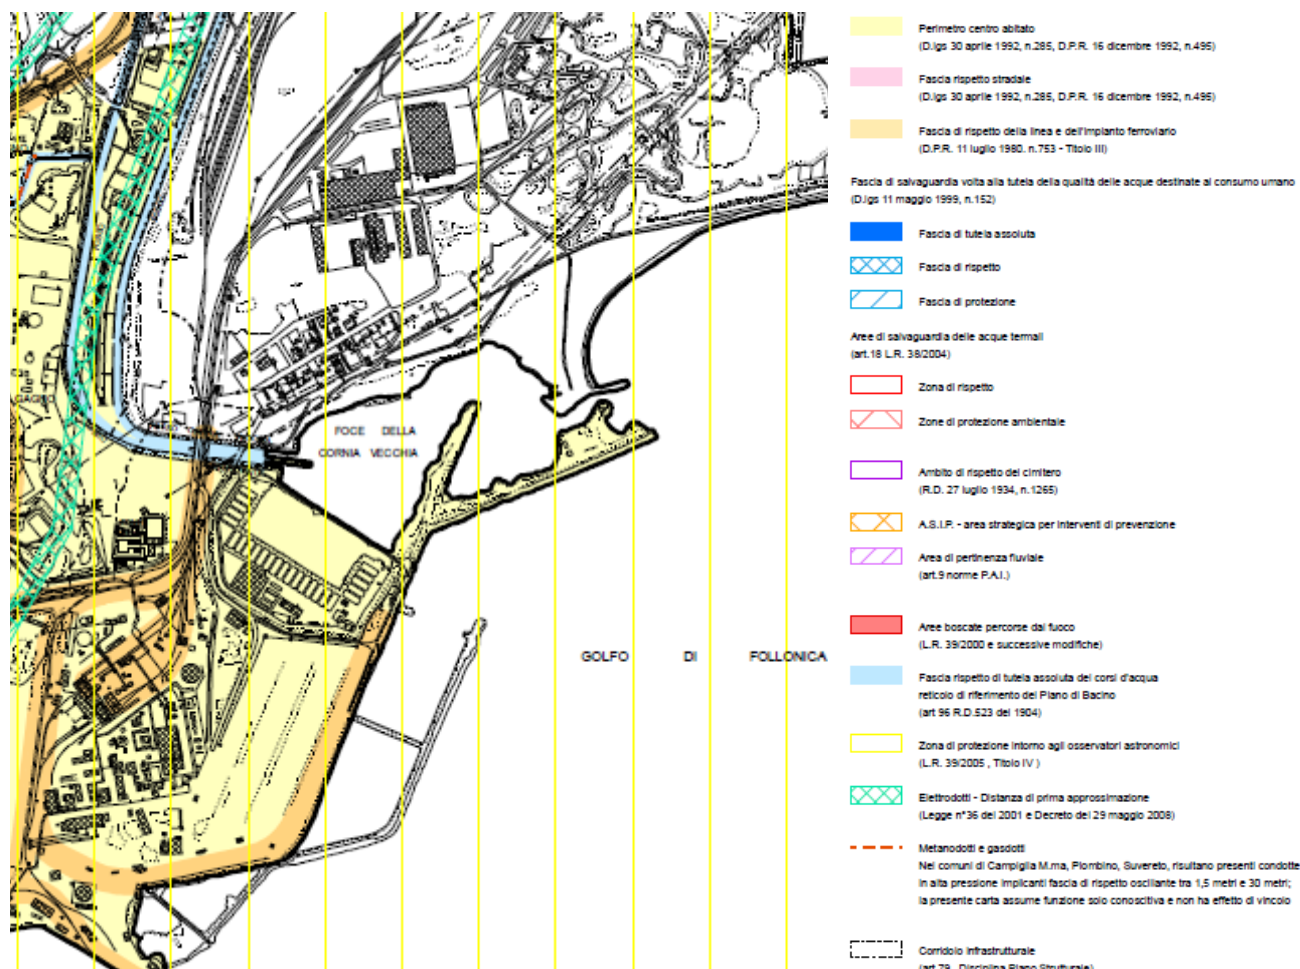 FOCE DELLA
CORNIA VECCHIA
GOLFO DI FOLLONICA
Perimetro centro abitato
(D.lgs 30 aprile 1992, n.285, D.P.R. 16 dicembre 1992, n.495)
Fascia rispetto stradale
(D.lgs 30 aprile 1992, n.285, D.P.R. 16 dicembre 1992, n.495)
Fascia di rispetto della linea e dell'impianto ferroviario
(D.P.R. 11 luglio 1980. n.753 - Titolo III)
Fascia di salvaguardia volta alla tutela della qualità delle acque destinate al consumo umano
(D.lgs 11 maggio 1999, n.152)
Fascia di tutela assoluta
Fascia di rispetto
Fascia di protezione
Aree di salvaguardia delle acque termali
(art.18 L.R. 38/2004)
Zona di rispetto
Zone di protezione ambientale
Ambito di rispetto del cimitero
(R.D. 27 luglio 1934, n.1265)
A.S.I.P. - area strategica per interventi di prevenzione
Area di pertinenza fluviale
(art.9 norme P.A.I.)
Aree boscate percorse dal fuoco
(L.R. 39/2000 e successive modifiche)
Fascia rispetto di tutela assoluta dei corsi d'acqua
reticolo di riferimento del Piano di Bacino
(art 96 R.D.523 del 1904)
Zona di protezione intorno agli osservatori astronomici
(L.R. 39/2005 , Titolo IV )
Elettrodotti - Distanza di prima approssimazione
(Legge n°36 del 2001 e Decreto del 29 maggio 2008)
Metanodotti e gasdotti
Nei comuni di Campiglia M.ma, Piombino, Suvereto, risultano presenti condotte
in alta pressione implicanti fascia di rispetto oscillante tra 1,5 metri e 30 metri;
la presente carta assume funzione solo conoscitiva e non ha effetto di vincolo
Corridoio infrastrutturale
(art.79 Disciplina Piano Strutturale)